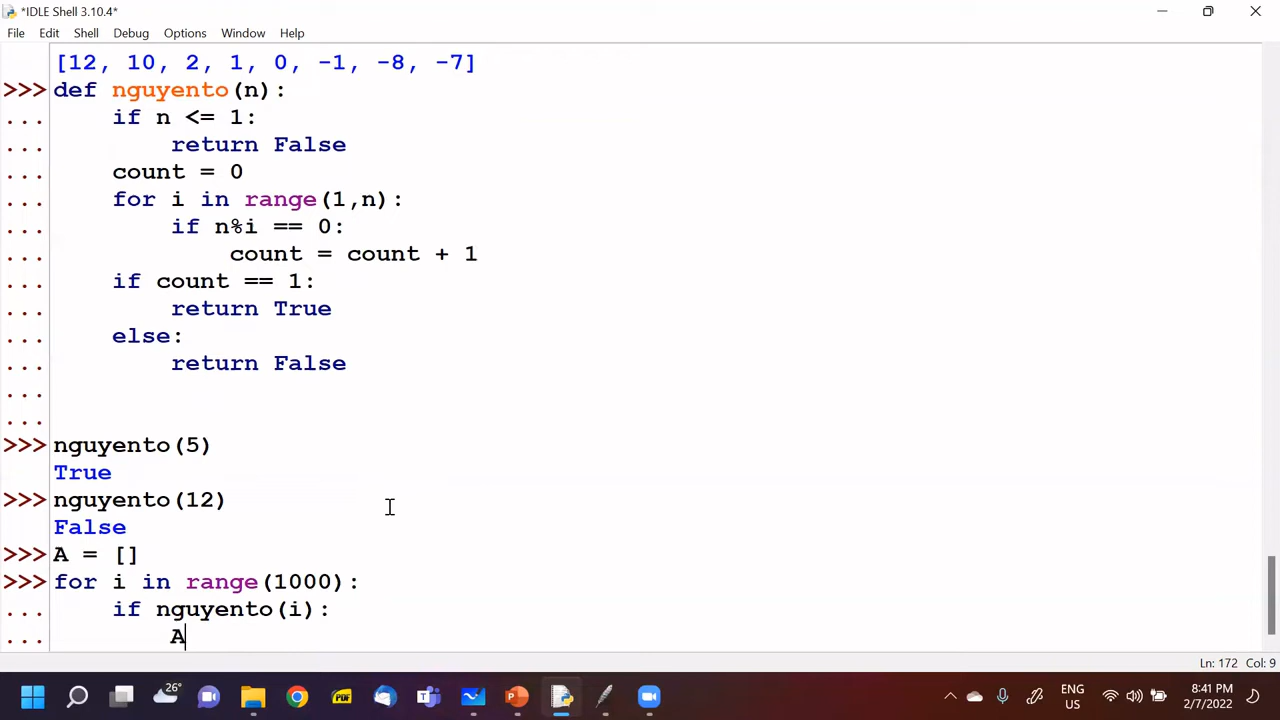 *IDLE Shell 3.10.4*
File Edit Shell Debug Options Window Help
[12, 10, 2, 1, 0, -1, -8, -7]
>>> def nguyento(n):
...     if n <= 1:
...         return False
...     count = 0
...     for i in range(1,n):
...         if n%i == 0:
...             count = count + 1
...     if count == 1:
...         return True
...     else:
...         return False
...
...
>>> nguyento(5)
True
>>> nguyento(12)
False
>>> A = []
>>> for i in range(1000):
...     if nguyento(i):
...         A
Ln: 172 Col: 9
26°
PDF
ENG
US
8:41 PM
2/7/2022